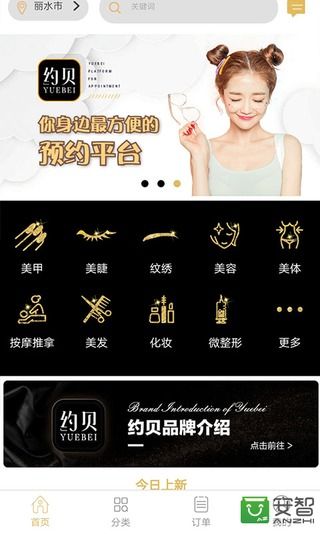 丽水市
关键词
约贝
YUEBEI
YUEBEI
PLATFORM
FOR
APPOINTMENT
你身边最方便的
预约平台
美甲
美睫
纹绣
美容
美体
按摩推拿
美发
化妆
微整形
更多
约贝
YUEBEI
Brand Introduction of Yuebei
约贝品牌介绍
点击前往>
今日上新
首页
分类
订单
安智
ANZHI